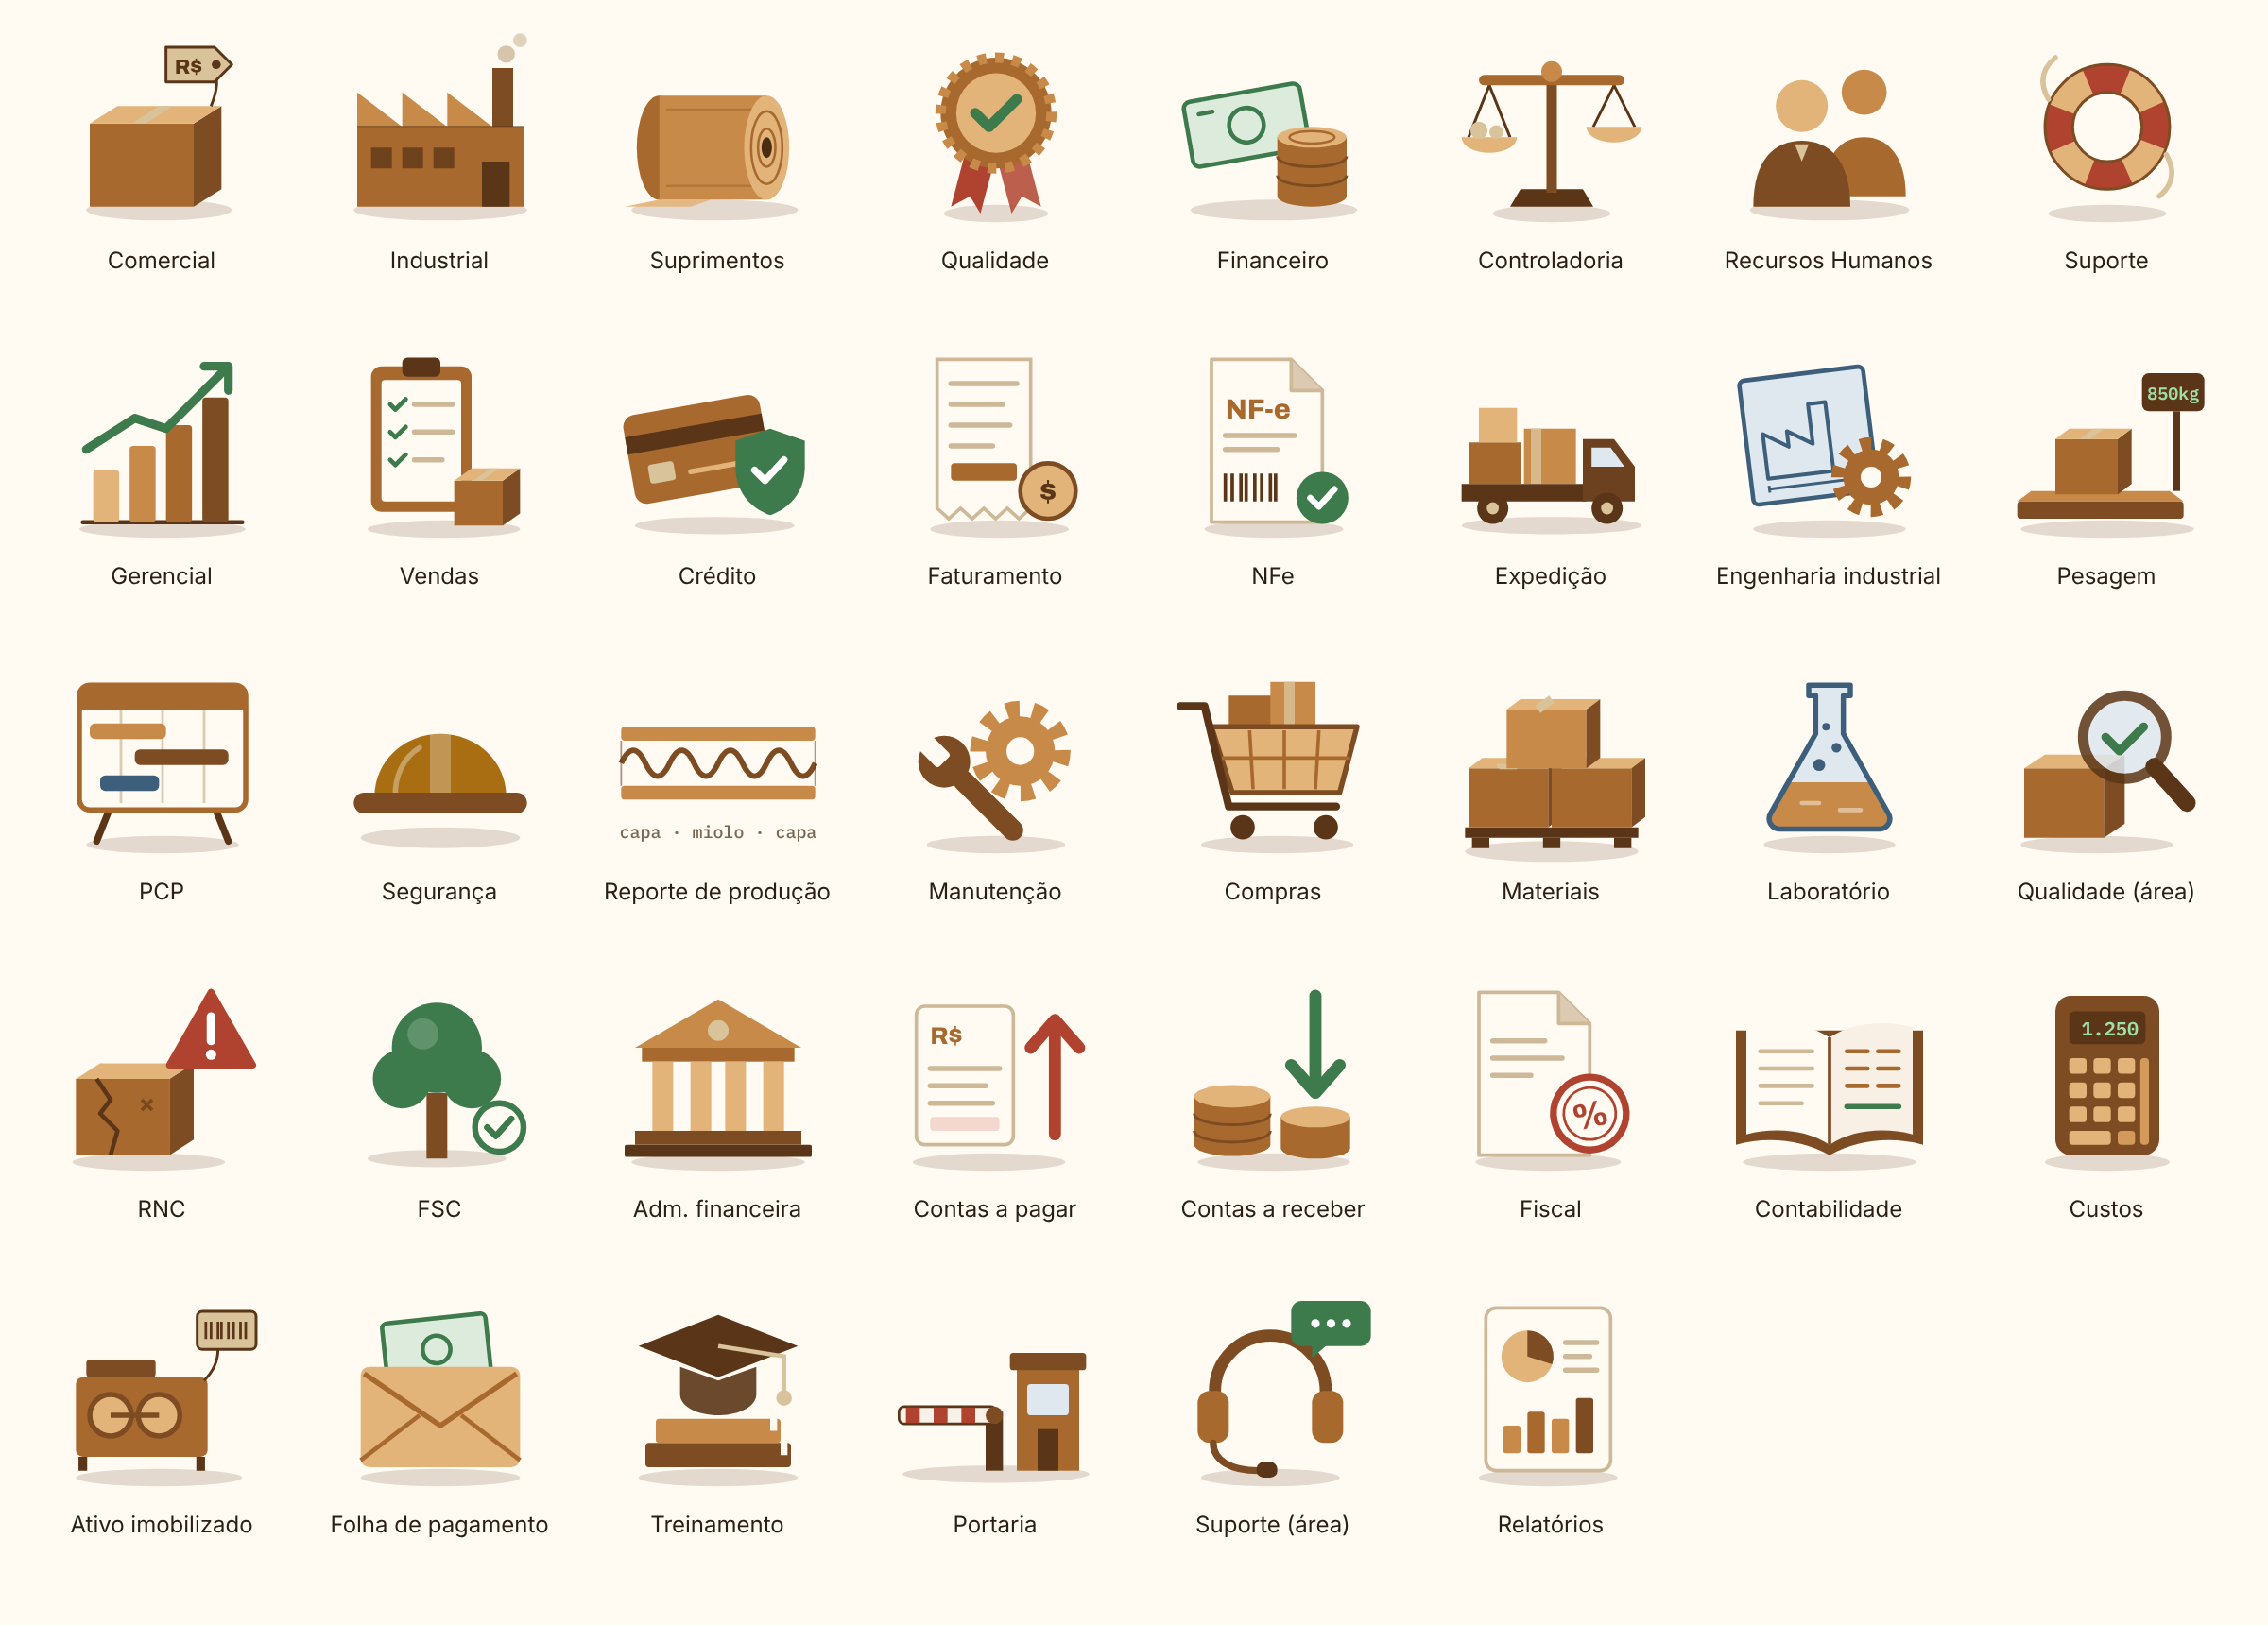 R$
Comercial
Industrial
Suprimentos
Qualidade
Financeiro
Controladoria
Recursos Humanos
Suporte
Gerencial
Vendas
Crédito
$
Faturamento
NF-e
NFe
Expedição
Engenharia industrial
850kg
Pesagem
PCP
Segurança
capa · miolo · capa
Reporte de produção
Manutenção
Compras
Materiais
Laboratório
Qualidade (área)
RNC
FSC
Adm. financeira
R$
Contas a pagar
Contas a receber
%
Fiscal
Contabilidade
1.250
Custos
Ativo imobilizado
Folha de pagamento
Treinamento
Portaria
Suporte (área)
Relatórios